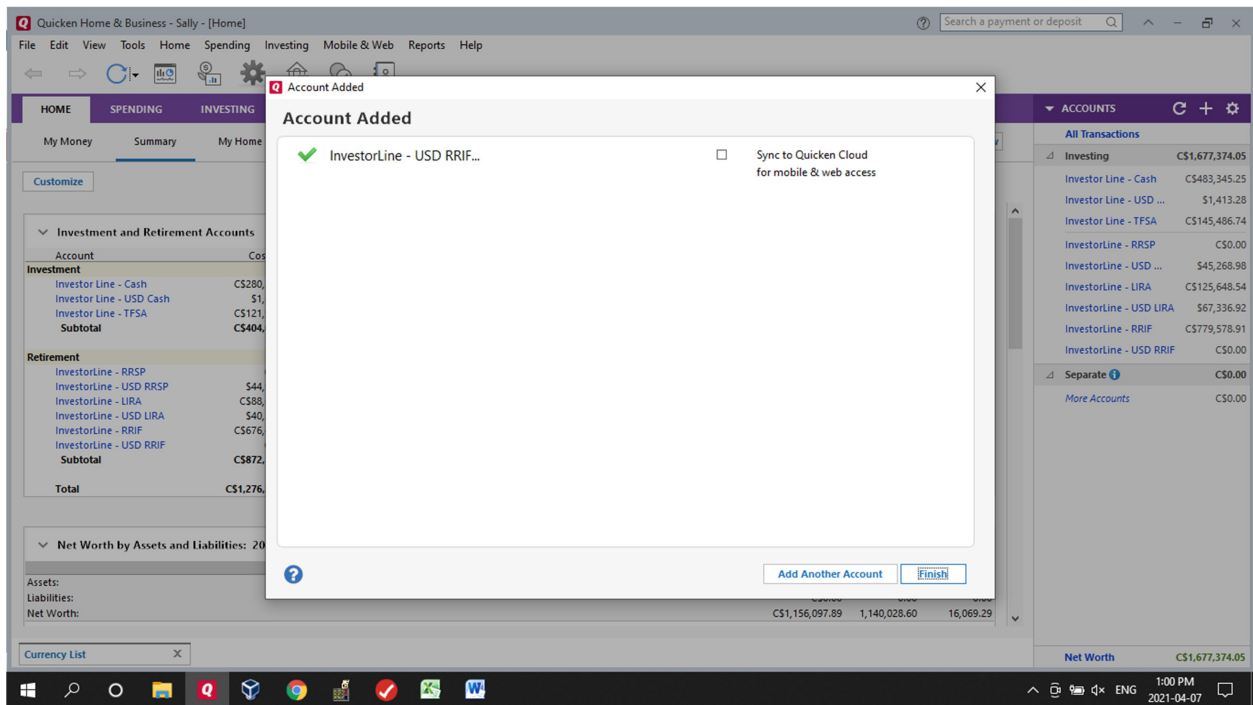 Quicken Home & Business - Sally - [Home]
Search a payment or deposit
File Edit View Tools Home Spending Investing Mobile & Web Reports Help
Account Added
HOME SPENDING INVESTING
ACCOUNTS
Account Added
My Money Summary My Home
All Transactions
InvestorLine - USD RRIF...
Sync to Quicken Cloud
for mobile & web access
Investing C$1,677,374.05
Customize
Investor Line - Cash C$483,345.25
Investor Line - USD ... $1,413.28
Investor Line - TFSA C$145,486.74
InvestorLine - RRSP C$0.00
InvestorLine - USD ... $45,268.98
InvestorLine - LIRA C$125,648.54
InvestorLine - USD LIRA $67,336.92
InvestorLine - RRIF C$779,578.91
InvestorLine - USD RRIF C$0.00
Separate C$0.00
More Accounts C$0.00
Investment and Retirement Accounts
Account Cos
Investment
Investor Line - Cash C$280,
Investor Line - USD Cash $1,
Investor Line - TFSA C$121,
Subtotal C$404,
Retirement
InvestorLine - RRSP
InvestorLine - USD RRSP $44,
InvestorLine - LIRA C$88,
InvestorLine - USD LIRA $40,
InvestorLine - RRIF C$676,
InvestorLine - USD RRIF
Subtotal C$872,
Total C$1,276,
Net Worth by Assets and Liabilities: 20
Add Another Account Finish
Assets:
Liabilities:
Net Worth: C$1,156,097.89 1,140,028.60 16,069.29
Currency List X
Net Worth C$1,677,374.05
ENG
1:00 PM
2021-04-07